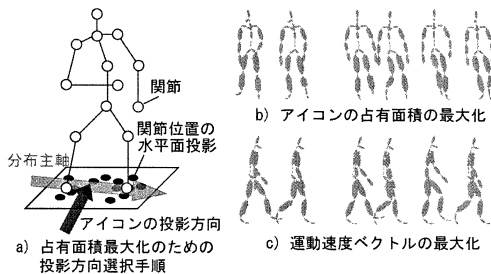 関節
関節位置の
水平面投影
分布主軸
アイコンの投影方向
a) 占有面積最大化のための
投影方向選択手順
b) アイコンの占有面積の最大化
c) 運動速度ベクトルの最大化